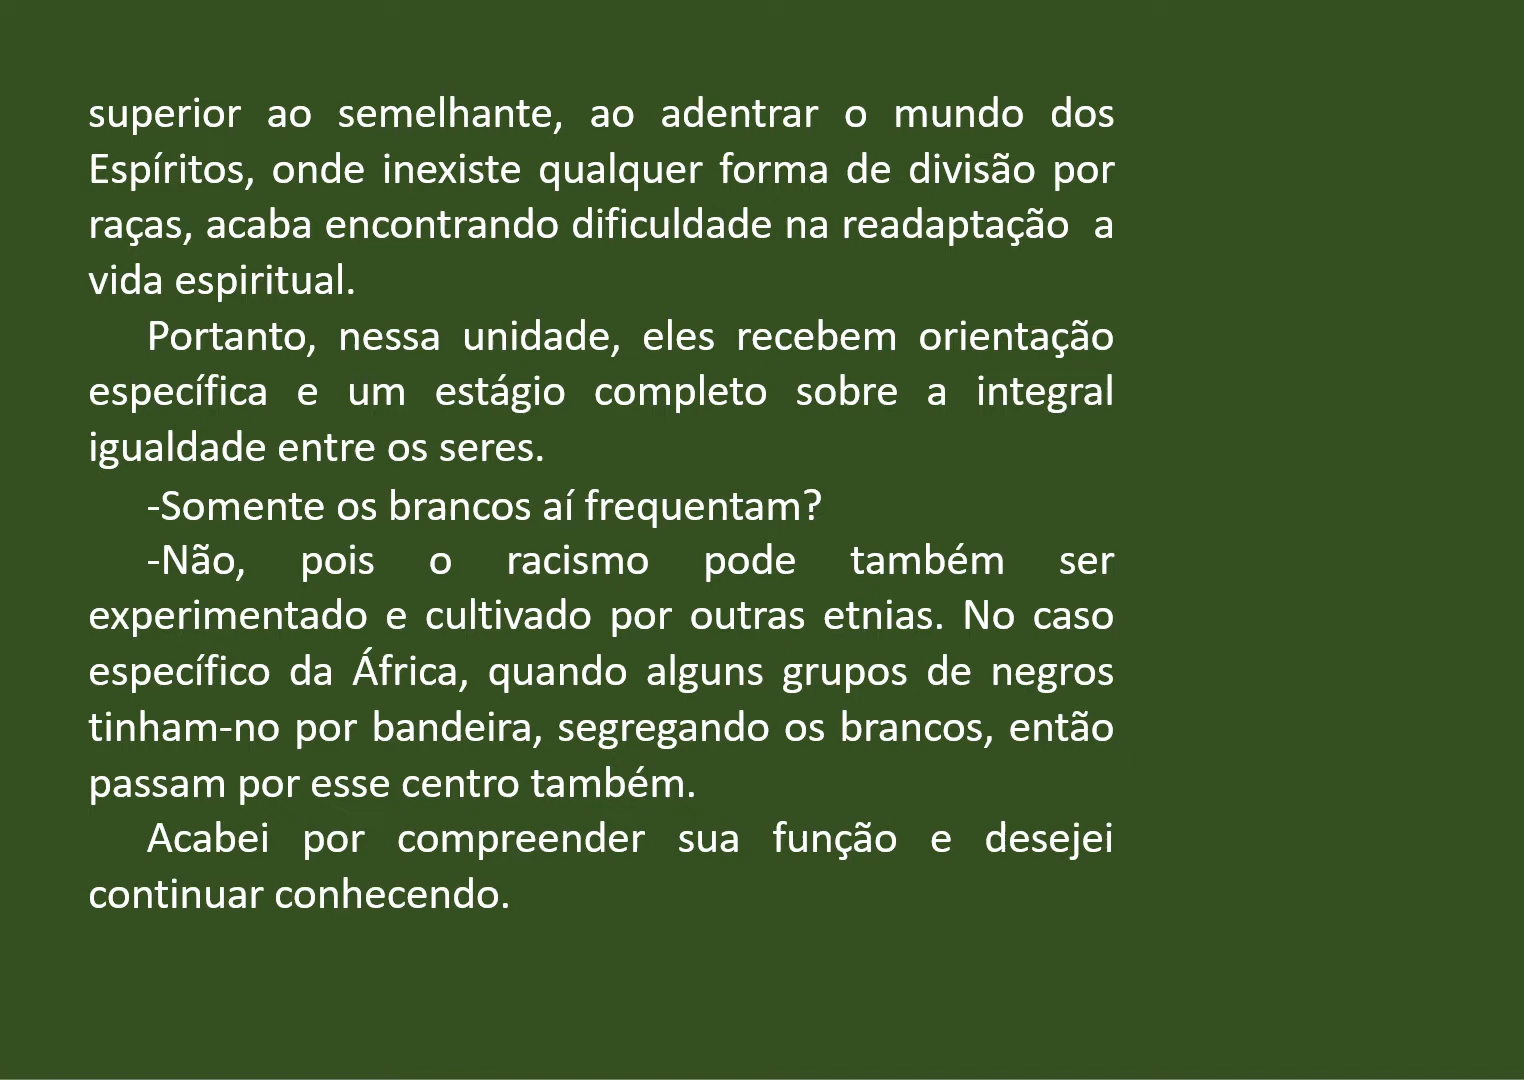 superior ao semelhante, ao adentrar o mundo dos
Espíritos, onde inexiste qualquer forma de divisão por
raças, acaba encontrando dificuldade na readaptação a
vida espiritual.
Portanto, nessa unidade, eles recebem orientação
específica e um estágio completo sobre a integral
igualdade entre os seres.
-Somente os brancos aí frequentam?
-Não, pois o racismo pode também ser
experimentado e cultivado por outras etnias. No caso
específico da África, quando alguns grupos de negros
tinham-no por bandeira, segregando os brancos, então
passam por esse centro também.
Acabei por compreender sua função e desejei
continuar conhecendo.